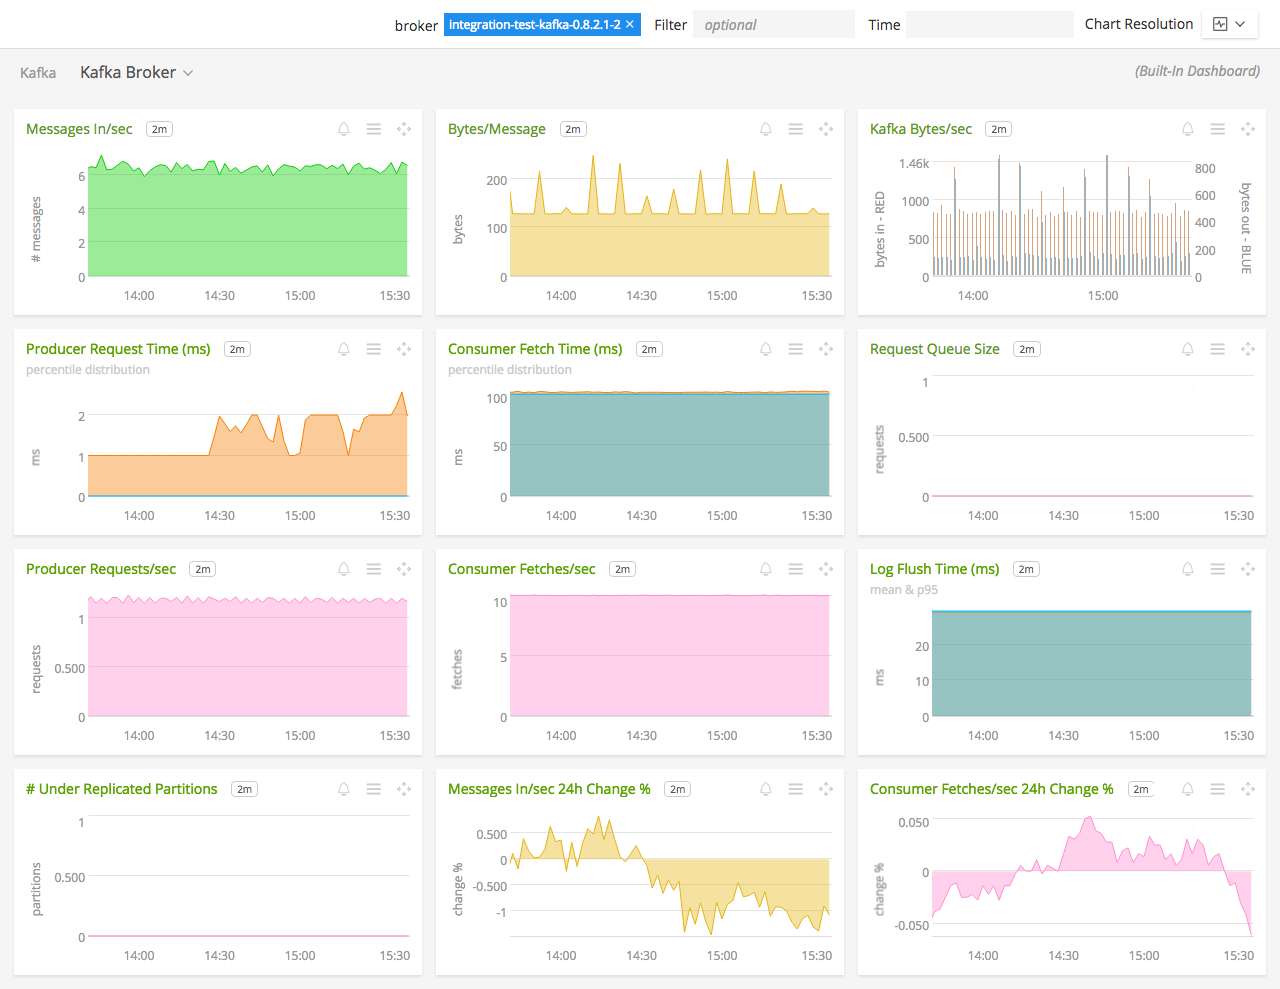 broker integration-test-kafka-0.8.2.1-2 × Filter optional Time Chart Resolution
Kafka Kafka Broker (Built-In Dashboard)
Messages In/sec 2m
# messages
6
4
2
0
14:00 14:30 15:00 15:30
Bytes/Message 2m
bytes
200
100
0
14:00 14:30 15:00 15:30
Kafka Bytes/sec 2m
bytes in - RED
1.46k
1000
500
0
800
600
400
200
0
bytes out - BLUE
14:00 15:00
Producer Request Time (ms) 2m
percentile distribution
ms
2
1
0
14:00 14:30 15:00 15:30
Consumer Fetch Time (ms) 2m
percentile distribution
ms
100
50
0
14:00 14:30 15:00 15:30
Request Queue Size 2m
requests
1
0.500
0
14:00 14:30 15:00 15:30
Producer Requests/sec 2m
requests
1
0.500
0
14:00 14:30 15:00 15:30
Consumer Fetches/sec 2m
fetches
10
5
0
14:00 14:30 15:00 15:30
Log Flush Time (ms) 2m
mean & p95
ms
20
10
0
14:00 14:30 15:00 15:30
# Under Replicated Partitions 2m
partitions
1
0.500
0
14:00 14:30 15:00 15:30
Messages In/sec 24h Change % 2m
change %
0.500
0
-0.500
-1
14:00 14:30 15:00 15:30
Consumer Fetches/sec 24h Change % 2m
change %
0.050
0
-0.050
14:00 14:30 15:00 15:30